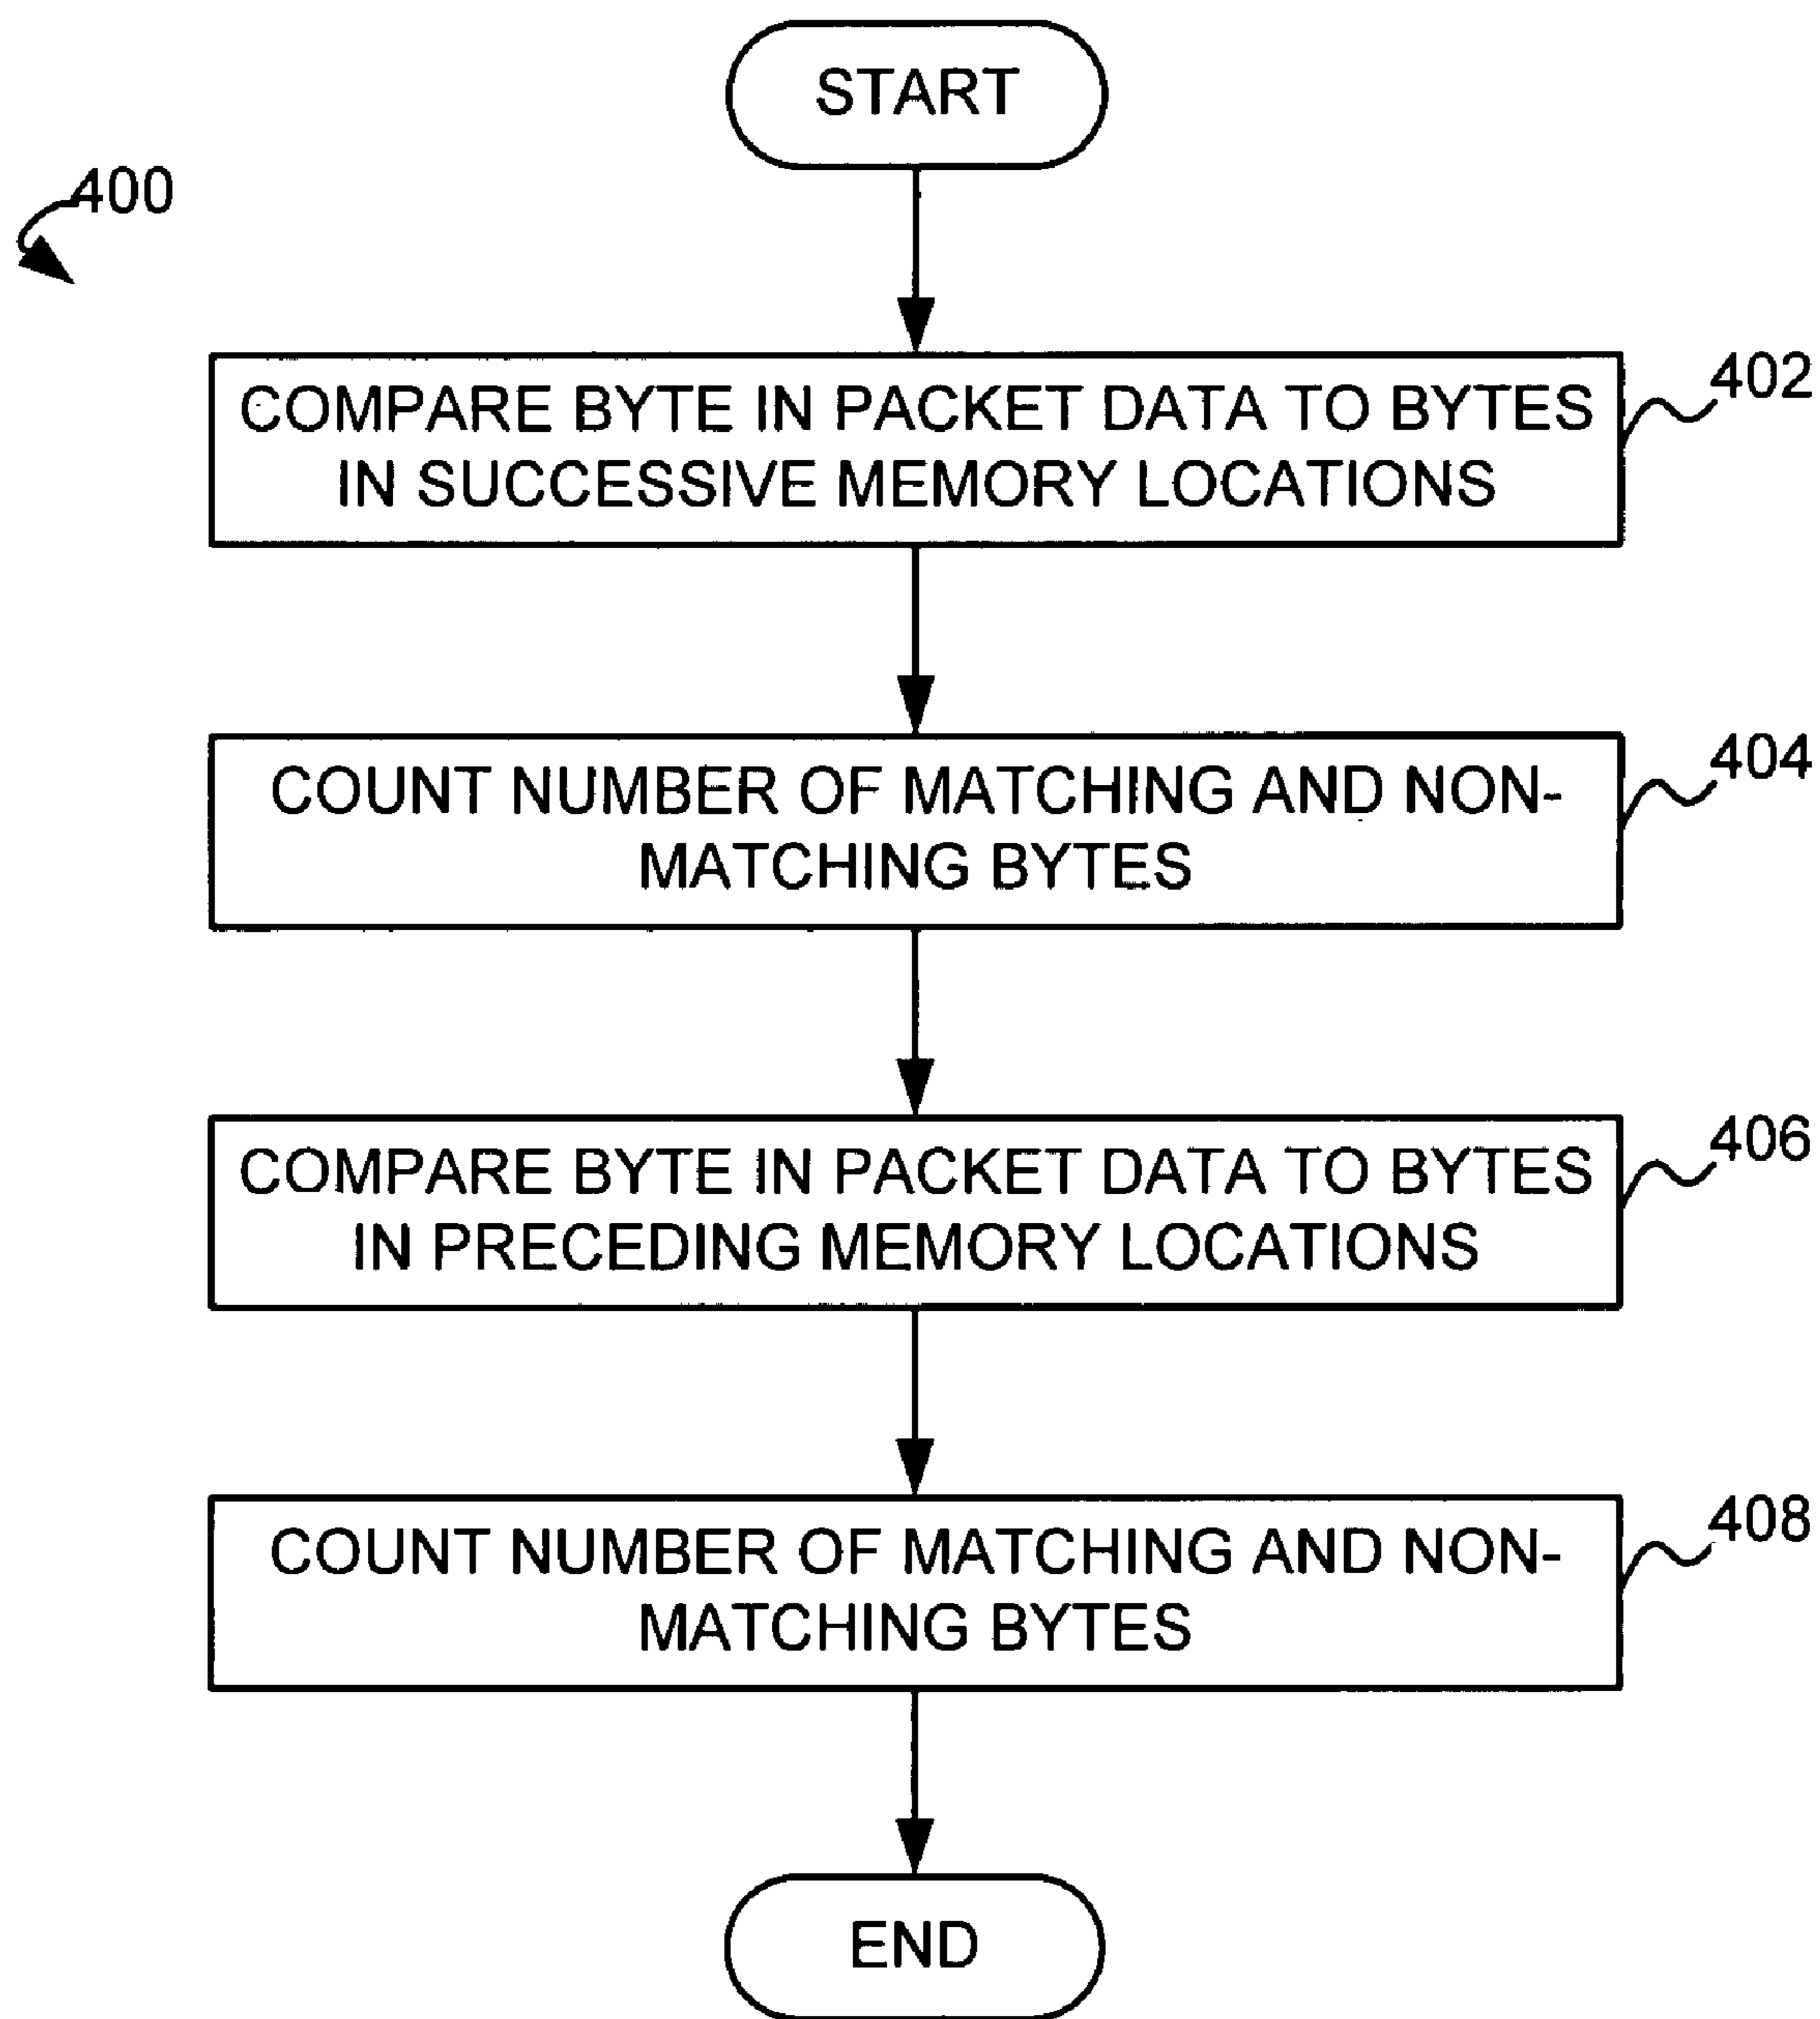 START
400
COMPARE BYTE IN PACKET DATA TO BYTES
IN SUCCESSIVE MEMORY LOCATIONS
402
COUNT NUMBER OF MATCHING AND NON-
MATCHING BYTES
404
COMPARE BYTE IN PACKET DATA TO BYTES
IN PRECEDING MEMORY LOCATIONS
406
COUNT NUMBER OF MATCHING AND NON-
MATCHING BYTES
408
END